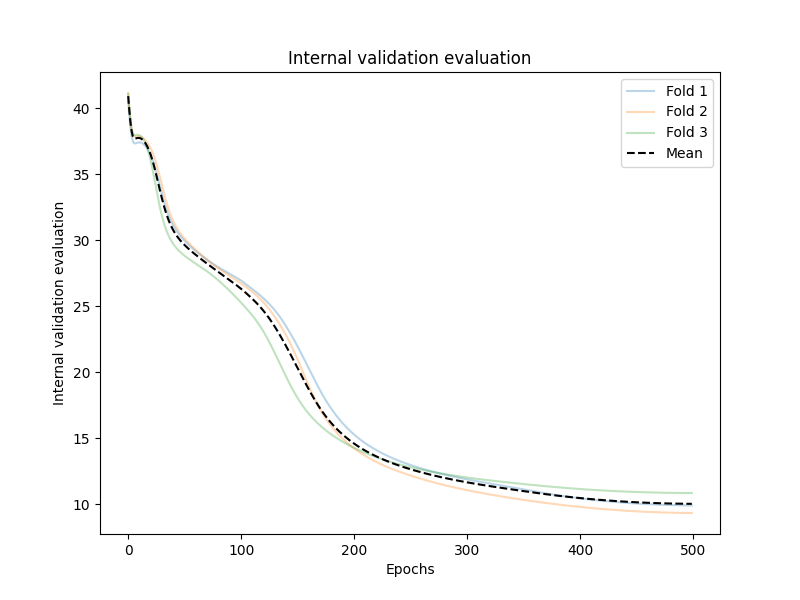 Internal validation evaluation
Fold 1
Fold 2
Fold 3
Mean
Internal validation evaluation
40
35
30
25
20
15
10
0 100 200 300 400 500
Epochs